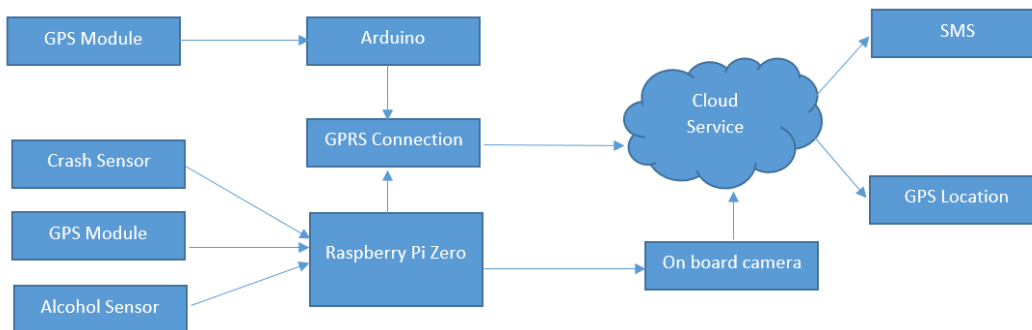 GPS Module
Arduino
SMS
Cloud
Service
GPRS Connection
Crash Sensor
GPS Location
GPS Module
Raspberry Pi Zero
On board camera
Alcohol Sensor